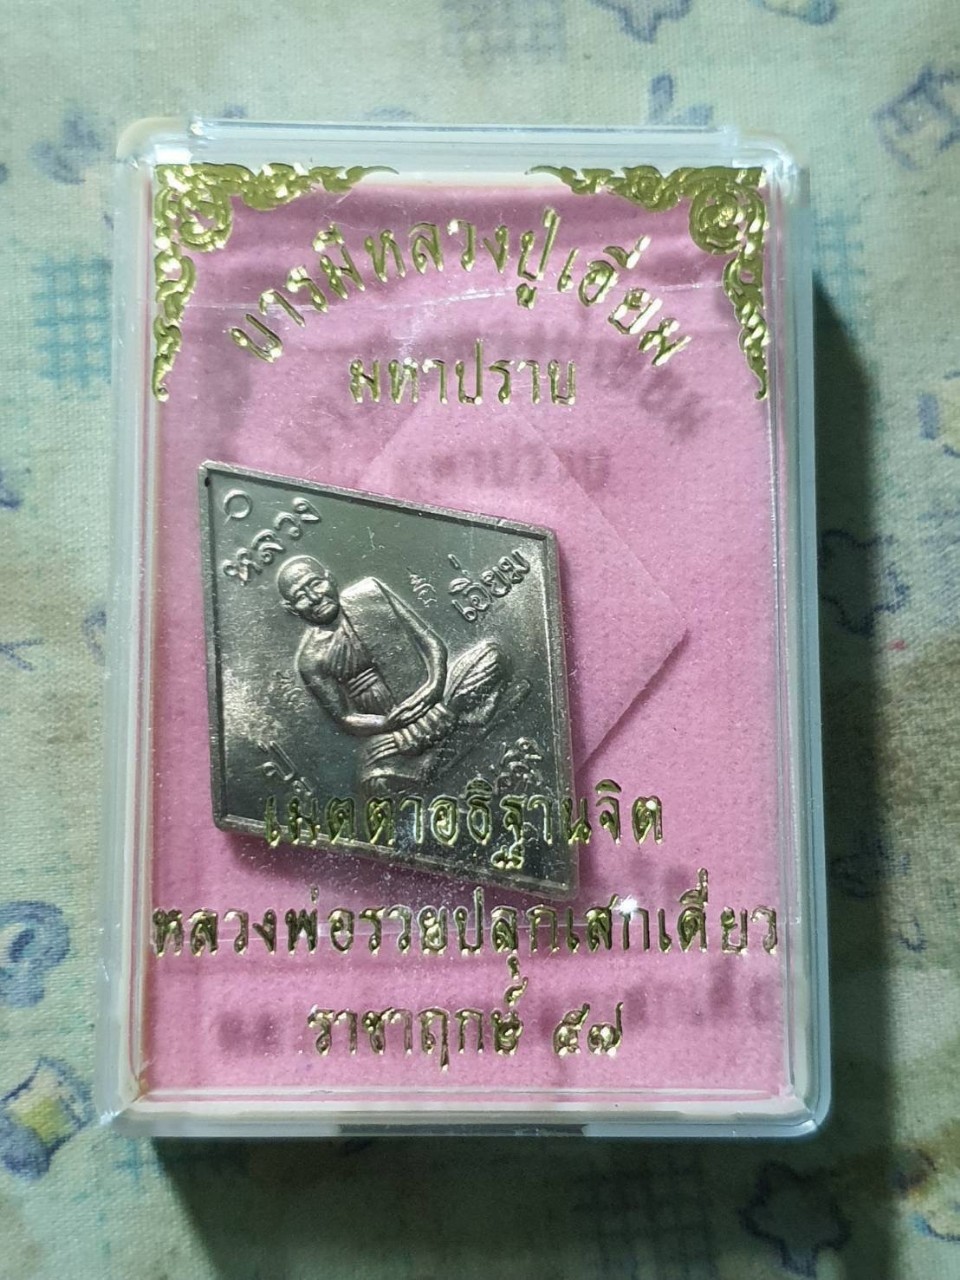 บารมีหลวงปู่เอี่ยม
มหาปราบ
หลวง
เอี่ยม
ปู่
เมตตาอธิฐานจิต
หลวงพ่อรวยปลุกเสกเดี่ยว
ราชาฤกษ์ ๕๗